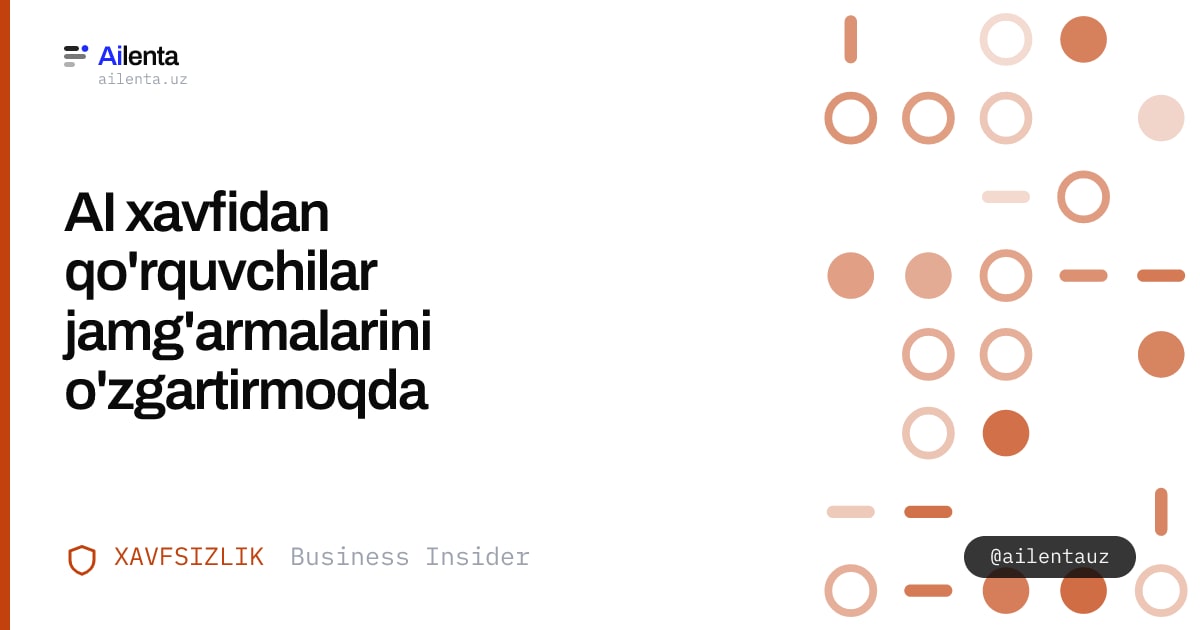 Ailenta
ailenta.uz
AI xavfidan
qo'rquvchilar
jamg'armalarini
o'zgartirmoqda
XAVFSIZLIK Business Insider
@ailentauz